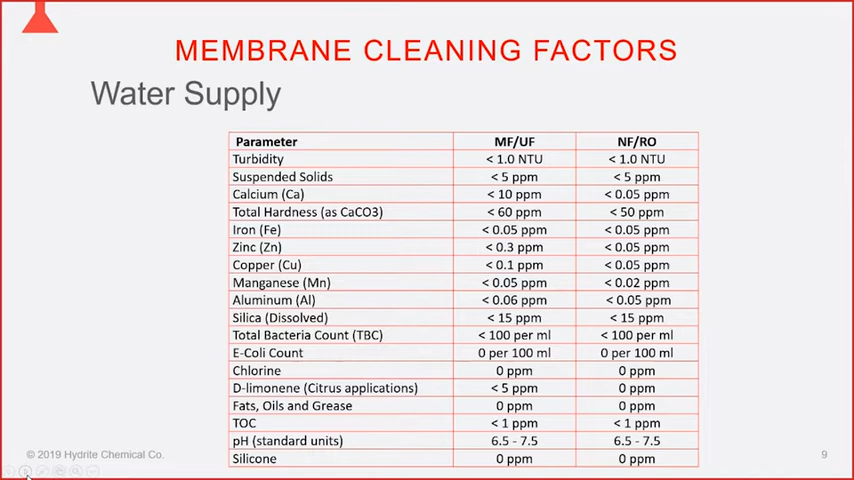 MEMBRANE CLEANING FACTORS
Water Supply
Parameter MF/UF NF/RO
Turbidity < 1.0 NTU < 1.0 NTU
Suspended Solids < 5 ppm < 5 ppm
Calcium (Ca) < 10 ppm < 0.05 ppm
Total Hardness (as CaCO3) < 60 ppm < 50 ppm
Iron (Fe) < 0.05 ppm < 0.05 ppm
Zinc (Zn) < 0.3 ppm < 0.05 ppm
Copper (Cu) < 0.1 ppm < 0.05 ppm
Manganese (Mn) < 0.05 ppm < 0.02 ppm
Aluminum (Al) < 0.06 ppm < 0.05 ppm
Silica (Dissolved) < 15 ppm < 15 ppm
Total Bacteria Count (TBC) < 100 per ml < 100 per ml
E-Coli Count 0 per 100 ml 0 per 100 ml
Chlorine 0 ppm 0 ppm
D-limonene (Citrus applications) < 5 ppm 0 ppm
Fats, Oils and Grease 0 ppm 0 ppm
TOC < 1 ppm < 1 ppm
pH (standard units) 6.5 - 7.5 6.5 - 7.5
Silicone 0 ppm 0 ppm
© 2019 Hydrite Chemical Co. 9